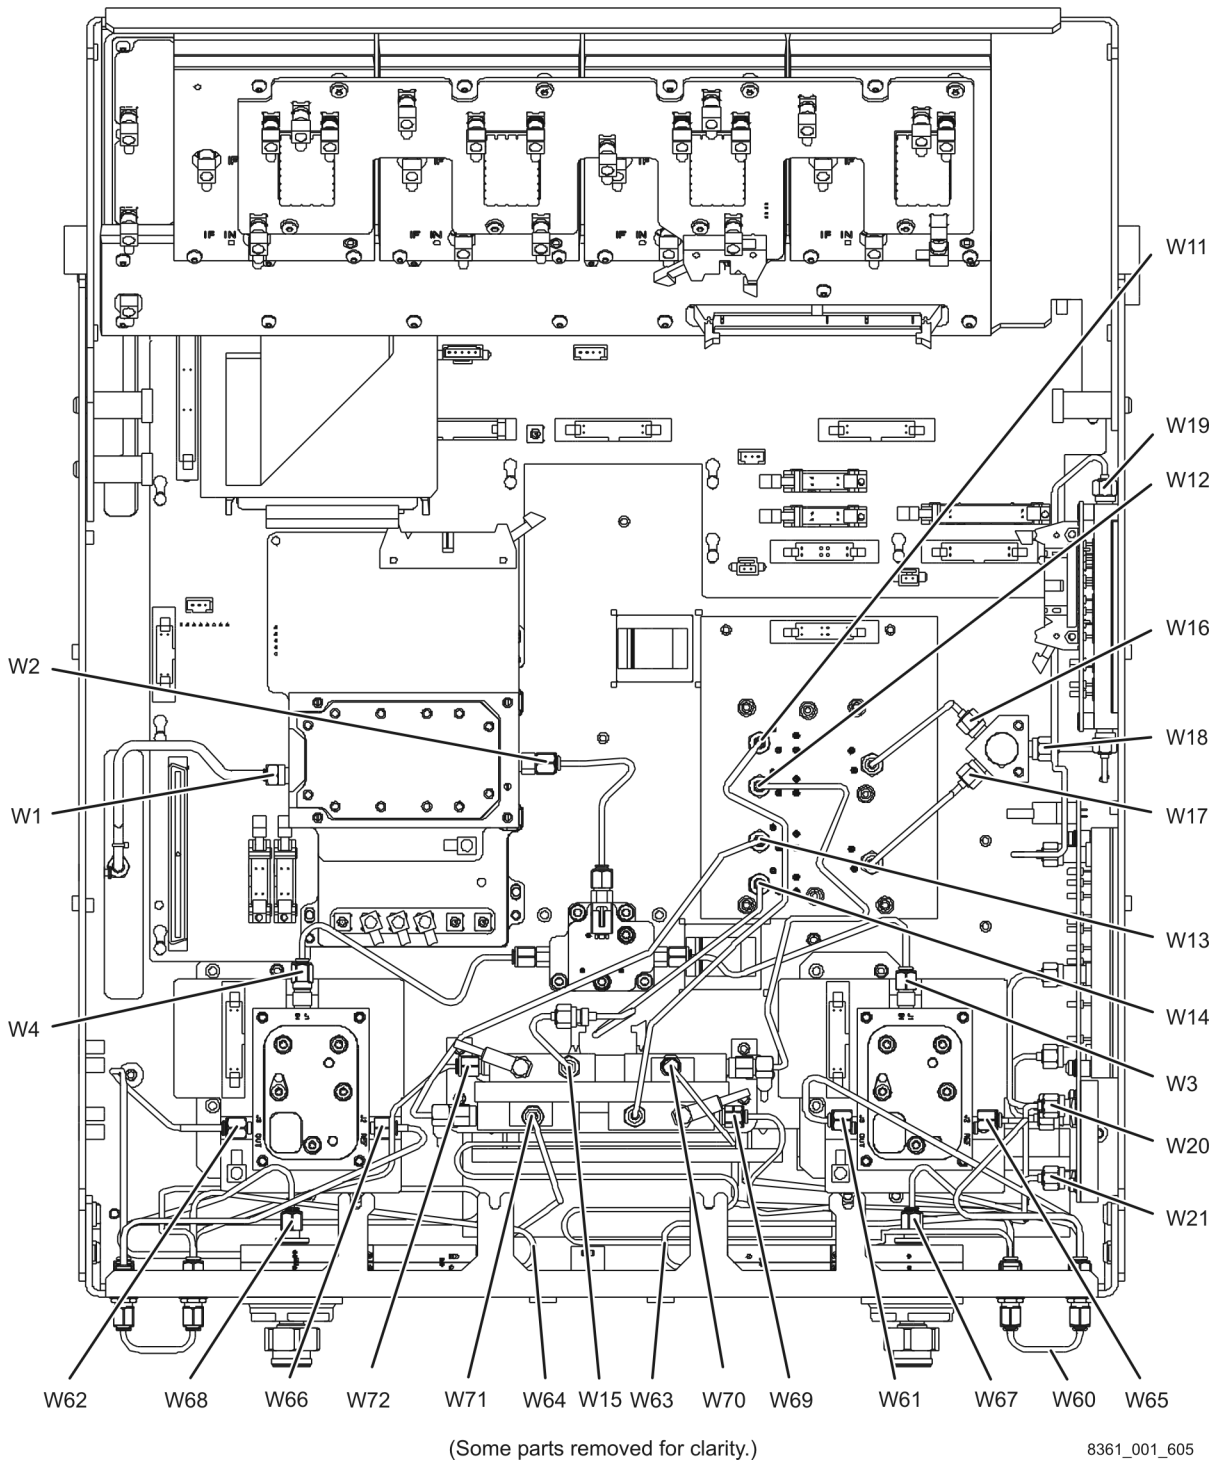 IF
IF
IF
IF IN
IF IN
IF IN
IF IN
W11
W19
W12
W16
W2
W18
W1
W17
W13
W4
W14
W3
OUT
W20
W21
W62 W68 W66 W72 W71 W64 W15 W63 W70 W69 W61 W67 W60 W65
(Some parts removed for clarity.)
8361_001_605